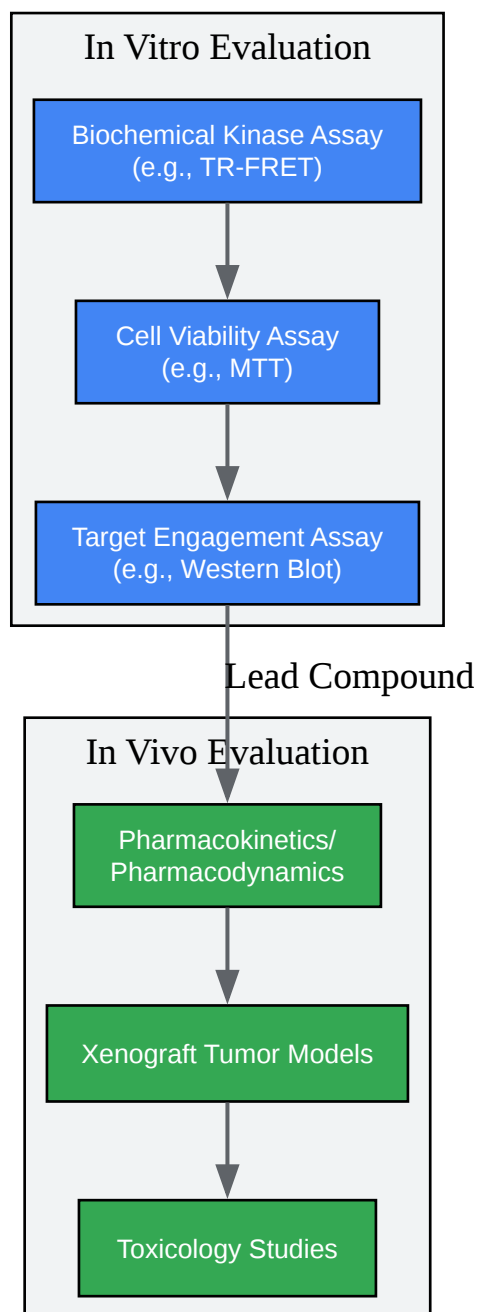 In Vitro Evaluation
Biochemical Kinase Assay
(e.g., TR-FRET)
Cell Viability Assay
(e.g., MTT)
Target Engagement Assay
(e.g., Western Blot)
Lead Compound
In Vivo Evaluation
Pharmacokinetics/
Pharmacodynamics
Xenograft Tumor Models
Toxicology Studies